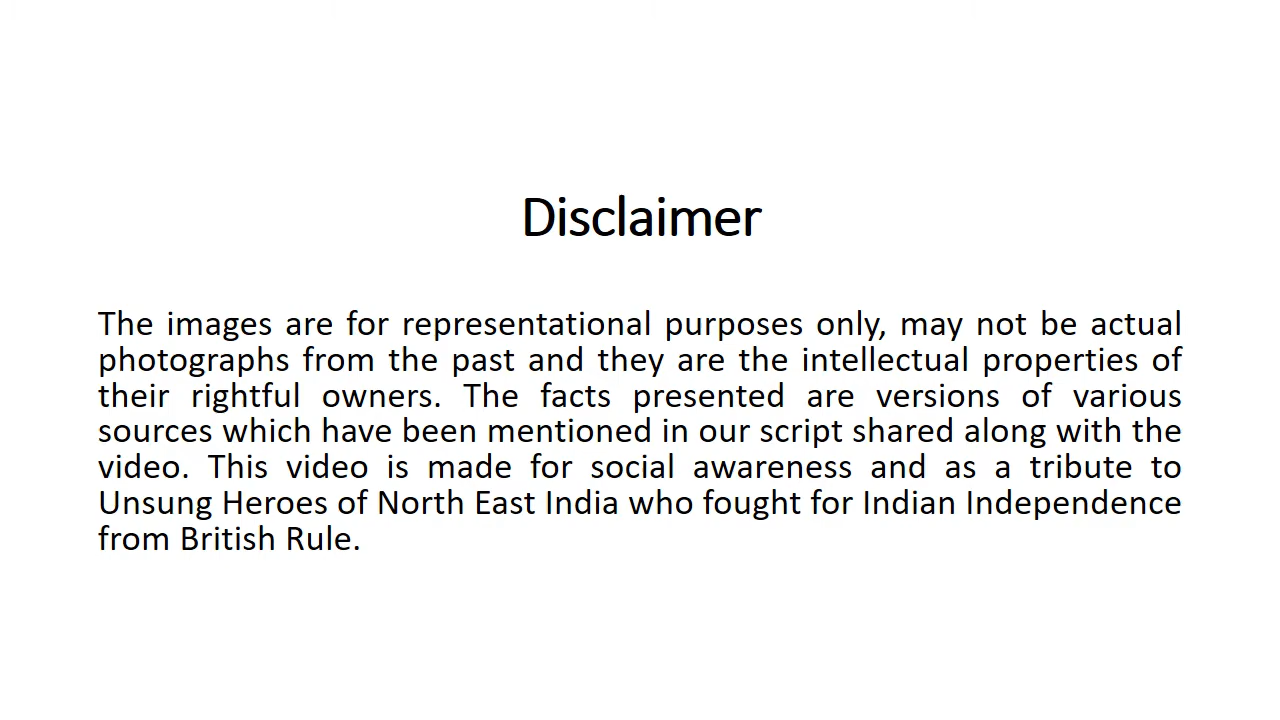 Disclaimer
The images are for representational purposes only, may not be actual
photographs from the past and they are the intellectual properties of
their rightful owners. The facts presented are versions of various
sources which have been mentioned in our script shared along with the
video. This video is made for social awareness and as a tribute to
Unsung Heroes of North East India who fought for Indian Independence
from British Rule.